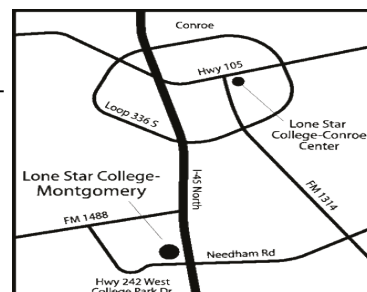 Conroe
Hwy 105
Loop 336 S
Lone Star
College-Conroe
Center
Lone Star College-
Montgomery
I-45 North
FM 1314
FM 1488
Needham Rd
Hwy 242 West
College Park Dr